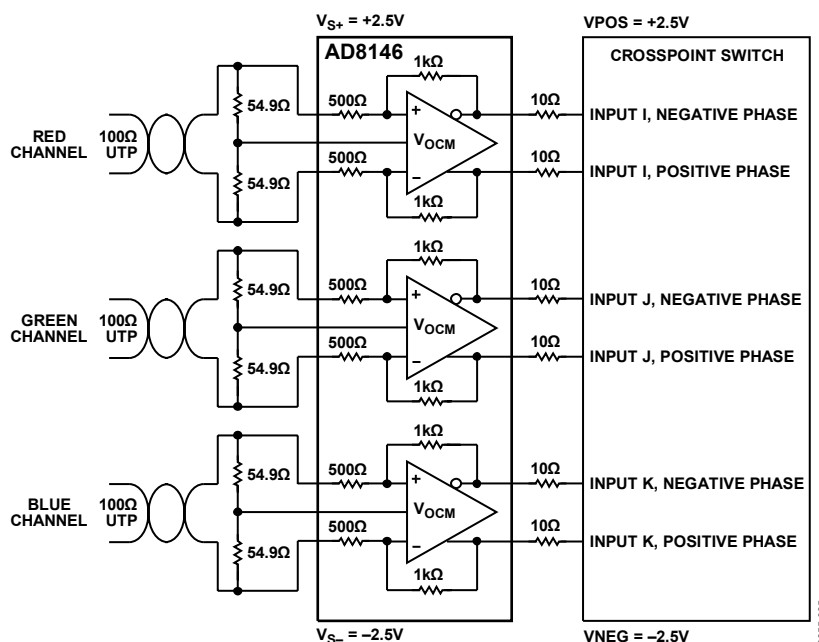 VS+ = +2.5V
VPOS = +2.5V
AD8146
CROSSPOINT SWITCH
1kΩ
500Ω
54.9Ω
+
10Ω
INPUT I, NEGATIVE PHASE
RED
CHANNEL
100Ω
UTP
VOCM
500Ω
54.9Ω
–
10Ω
INPUT I, POSITIVE PHASE
1kΩ
1kΩ
500Ω
54.9Ω
+
10Ω
INPUT J, NEGATIVE PHASE
GREEN
CHANNEL
100Ω
UTP
VOCM
500Ω
54.9Ω
–
10Ω
INPUT J, POSITIVE PHASE
1kΩ
1kΩ
500Ω
54.9Ω
+
10Ω
INPUT K, NEGATIVE PHASE
BLUE
CHANNEL
100Ω
UTP
VOCM
500Ω
54.9Ω
–
10Ω
INPUT K, POSITIVE PHASE
1kΩ
VS– = –2.5V
VNEG = –2.5V